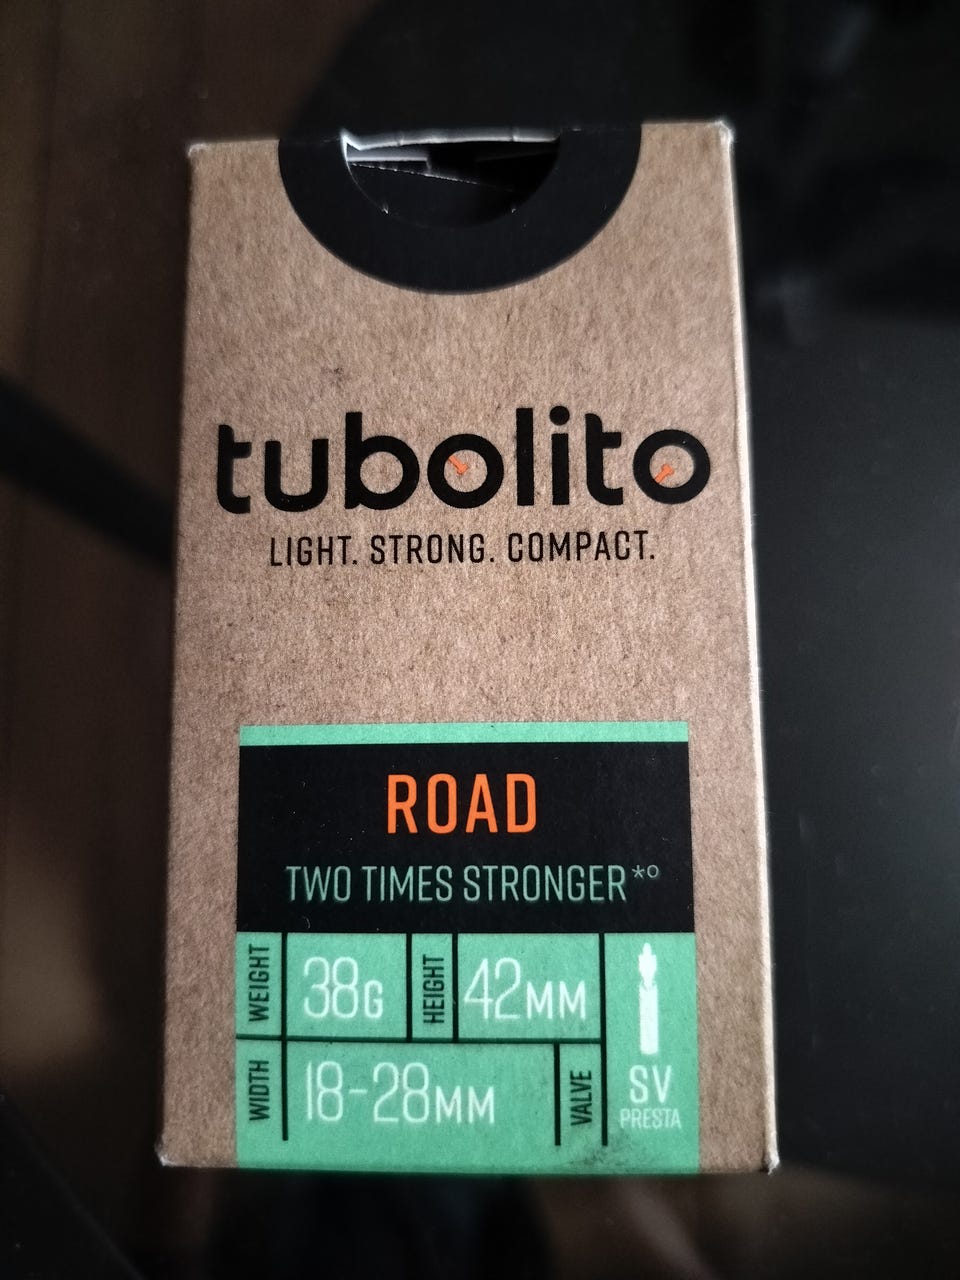 tubolito
LIGHT. STRONG. COMPACT.
ROAD
TWO TIMES STRONGER*°
WEIGHT 38G HEIGHT 42MM
WIDTH 18-28MM VALVE SV
PRESTA